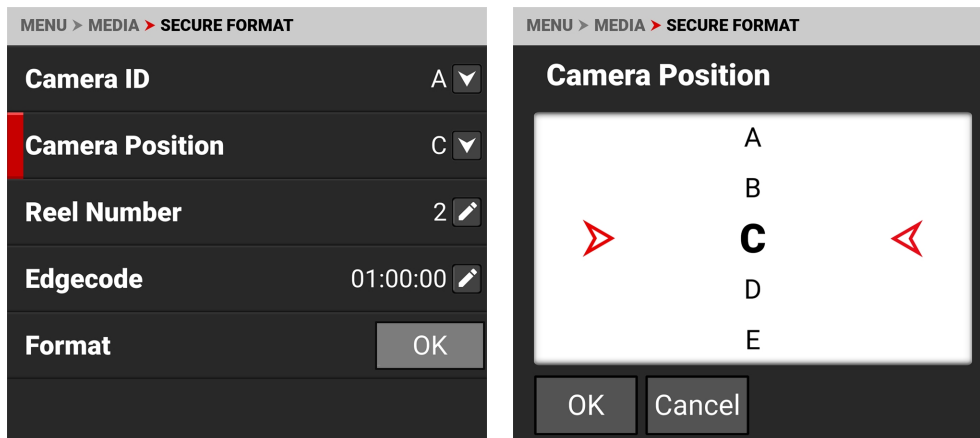 MENU > MEDIA > SECURE FORMAT
Camera ID A
Camera Position C
Reel Number 2
Edgecode 01:00:00
Format OK
MENU > MEDIA > SECURE FORMAT
Camera Position
A
B
C
D
E
OK Cancel